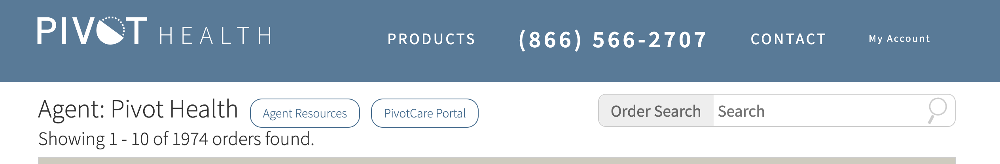 PIVOT HEALTH
PRODUCTS
(866) 566-2707
CONTACT
My Account
Agent: Pivot Health
Agent Resources
PivotCare Portal
Order Search
Search
Showing 1 - 10 of 1974 orders found.